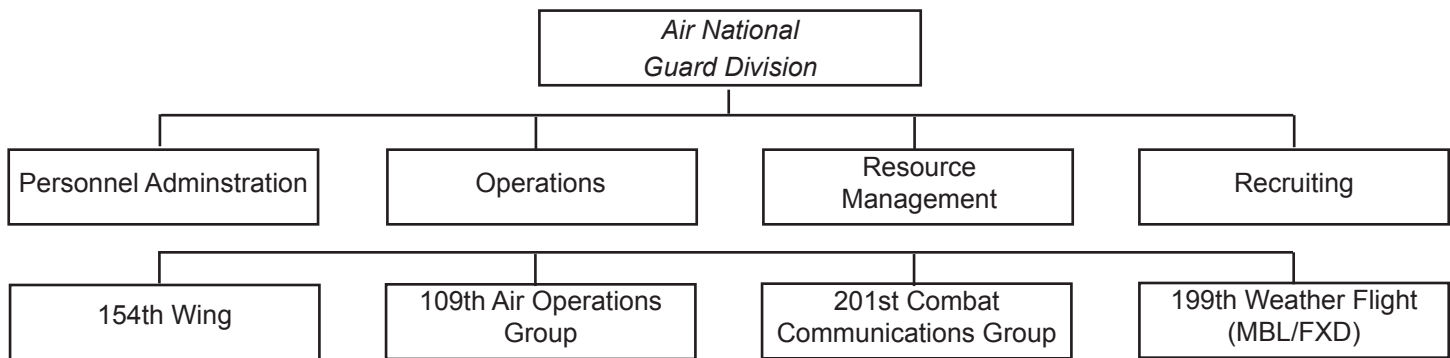 Air National
Guard Division
Personnel Adminstration
Operations
Resource
Management
Recruiting
154th Wing
109th Air Operations
Group
201st Combat
Communications Group
199th Weather Flight
(MBL/FXD)